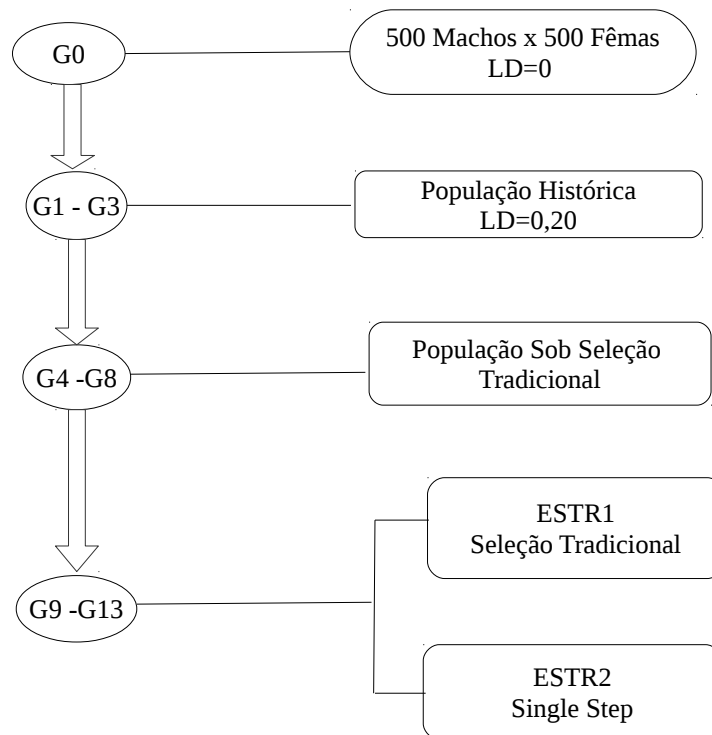 G0
500 Machos x 500 Fêmas
LD=0
G1 - G3
População Histórica
LD=0,20
G4 -G8
População Sob Seleção
Tradicional
G9 -G13
ESTR1
Seleção Tradicional
ESTR2
Single Step